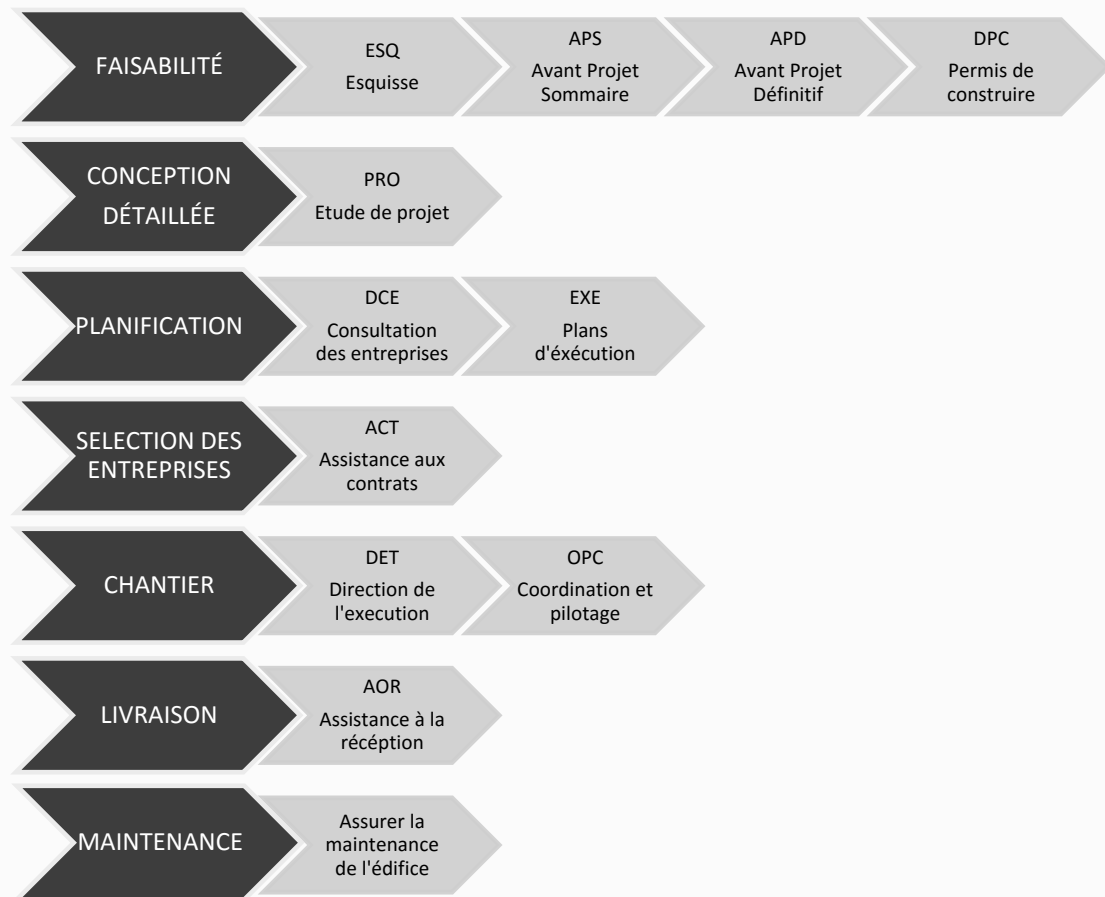 FAISABILITÉ
ESQ
Esquisse
APS
Avant Projet
Sommaire
APD
Avant Projet
Définitif
DPC
Permis de
construire
CONCEPTION
DÉTAILLÉE
PRO
Etude de projet
PLANIFICATION
DCE
Consultation
des entreprises
EXE
Plans
d'éxécution
SELECTION DES
ENTREPRISES
ACT
Assistance aux
contrats
CHANTIER
DET
Direction de
l'execution
OPC
Coordination et
pilotage
LIVRAISON
AOR
Assistance à la
récéption
MAINTENANCE
Assurer la
maintenance
de l'édifice